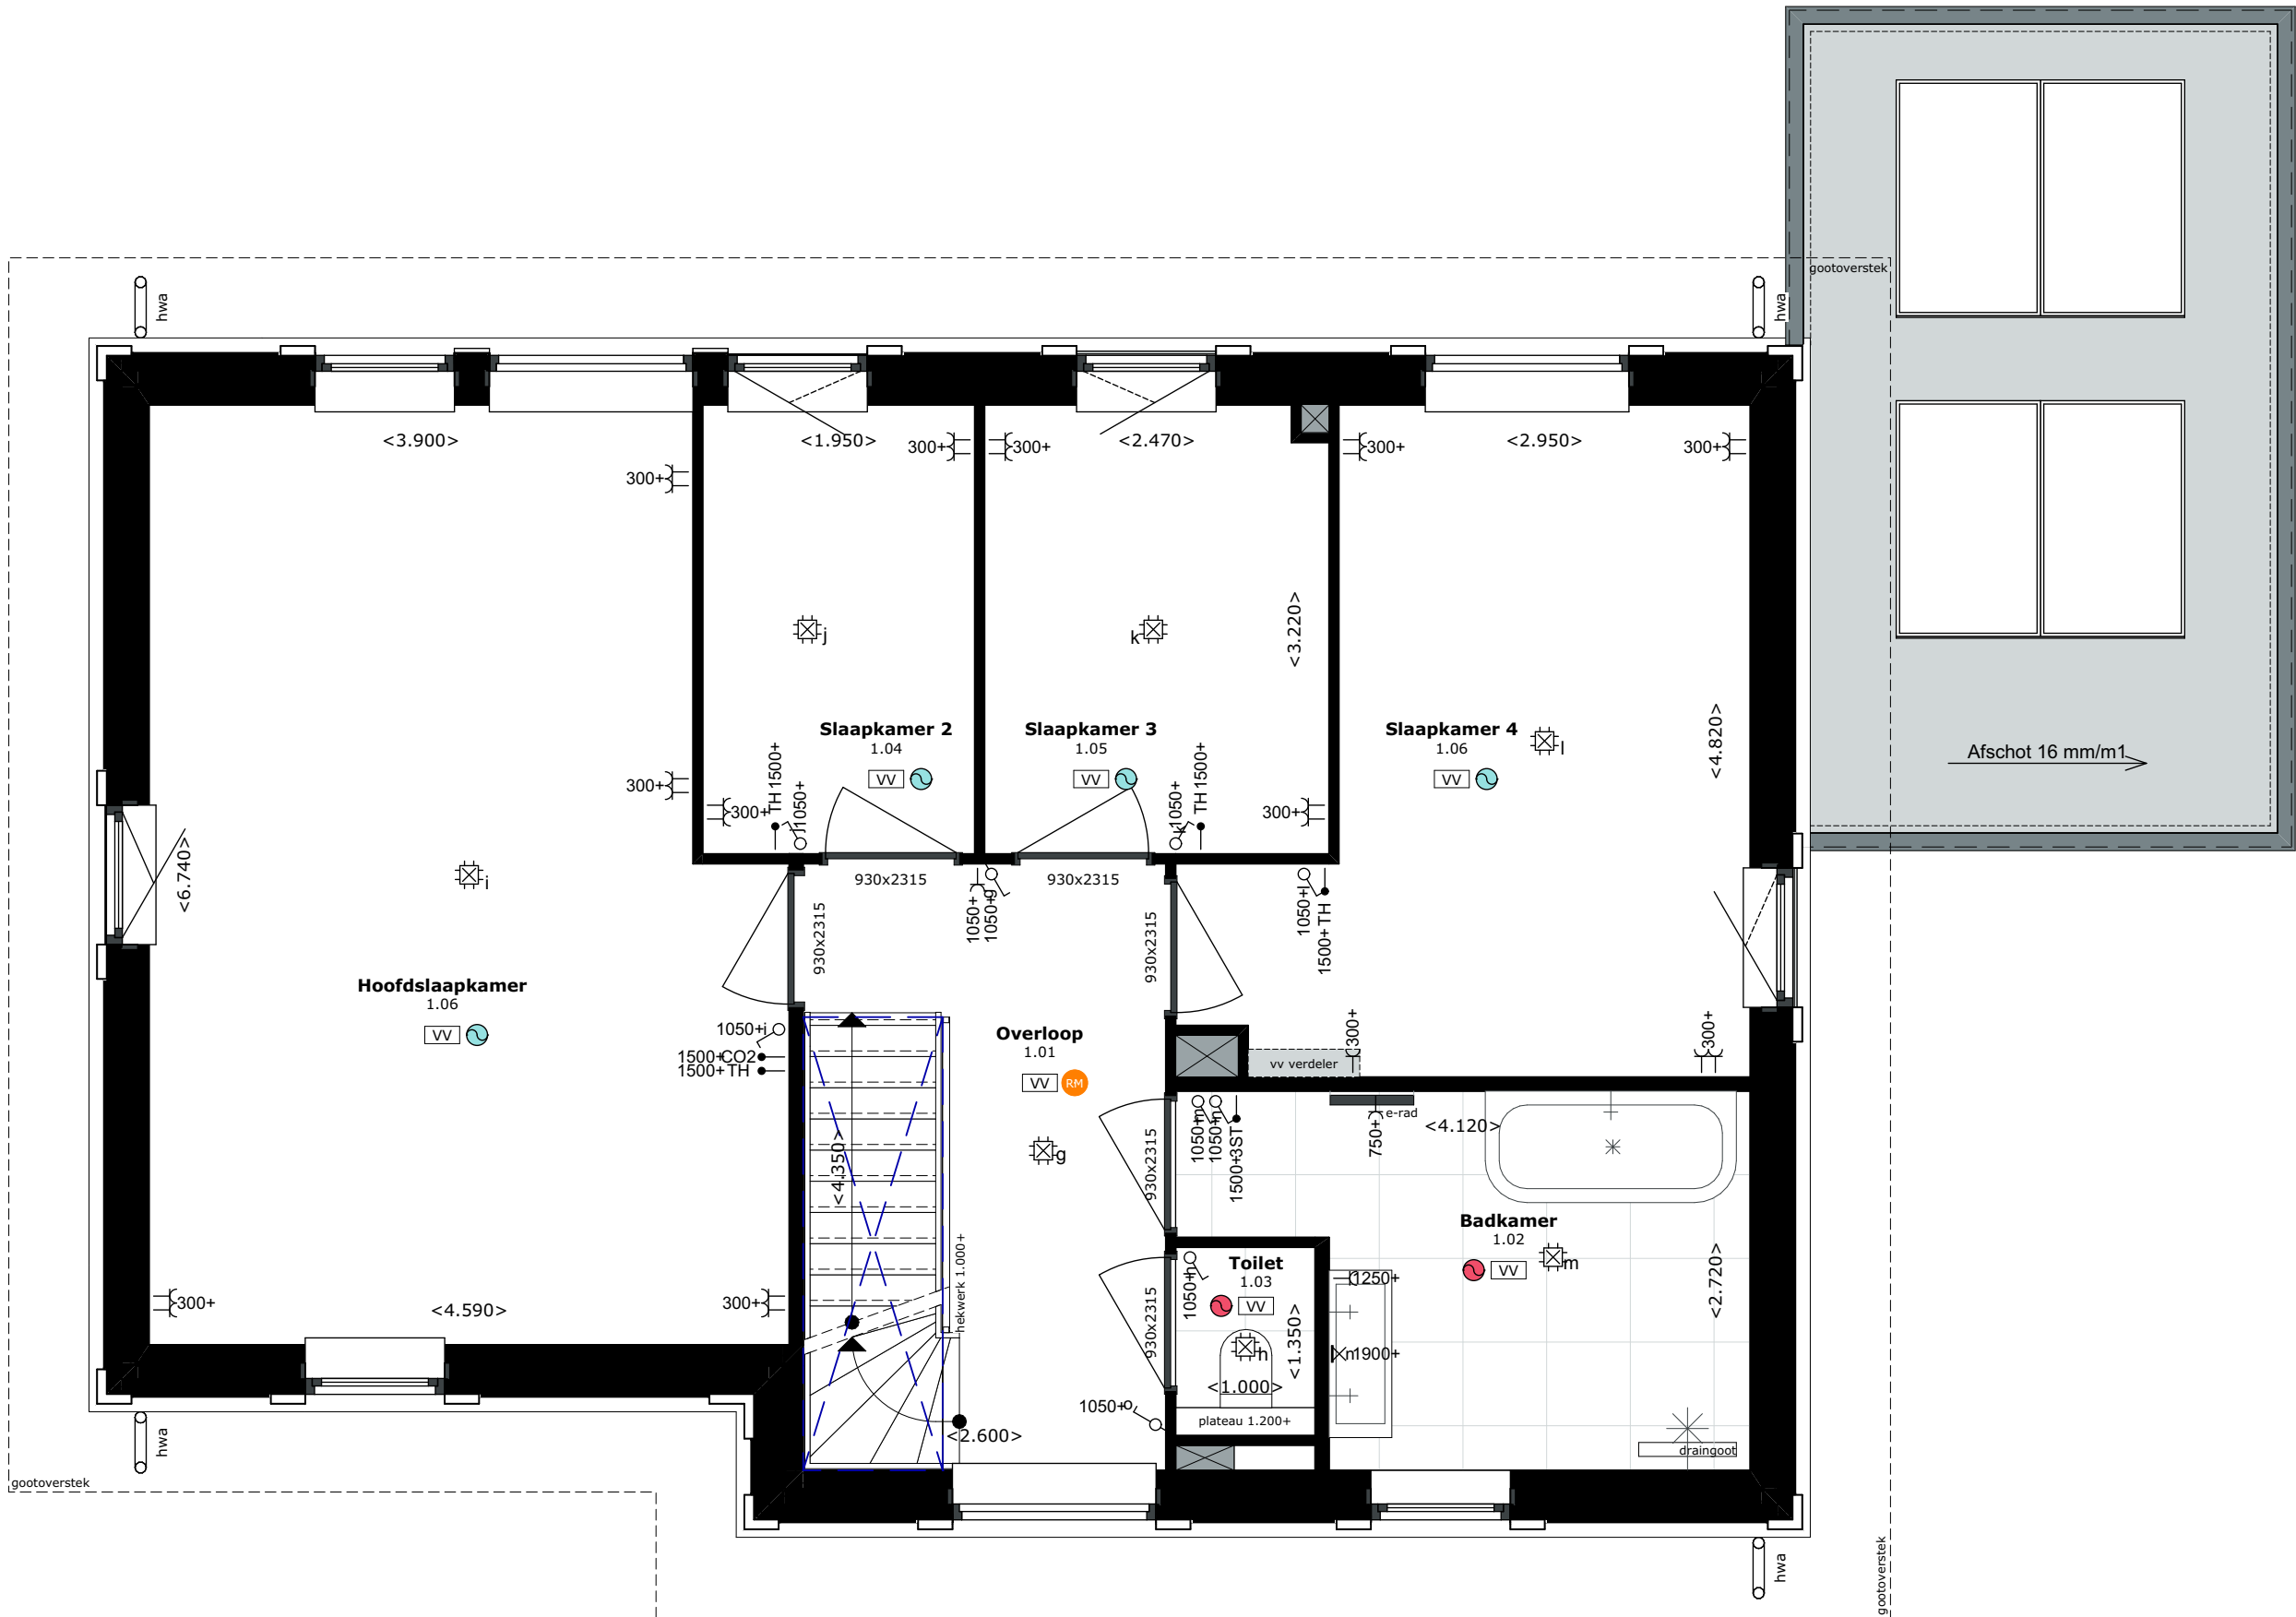 gootoverstek
hwa
hwa
<3.900>
<1.950>
<2.470>
<2.950>
300+
300+
300+
300+
300+
300+
j
k
<3.220>
Slaapkamer 2
1.04
VV
Slaapkamer 3
1.05
VV
Slaapkamer 4
1.06
VV
l
<4.820>
Afschot 16 mm/m1
300+
300+
TH 1500+
j1050+
k1050+
TH 1500+
300+
<6.740>
i
930x2315
930x2315
930x2315
1050+
1050+g
930x2315
1050+l
1500+ TH
Hoofdslaapkamer
1.06
VV
1050+i
1500+CO2
1500+TH
Overloop
1.01
VV
RM
g
vv verdeler
300+
300+
<4.350>
hekwerk 1.000+
930x2315
1050+m
1050+n
1500+3ST
750+
e-rad
<4.120>
Badkamer
1.02
VV
m
<2.720>
Toilet
1.03
VV
1050+h
h
<1.350>
<1.000>
plateau 1.200+
1250+
n1900+
930x2315
300+
<4.590>
300+
1050+o
<2.600>
draingoot
hwa
gootoverstek
hwa
gootoverstek